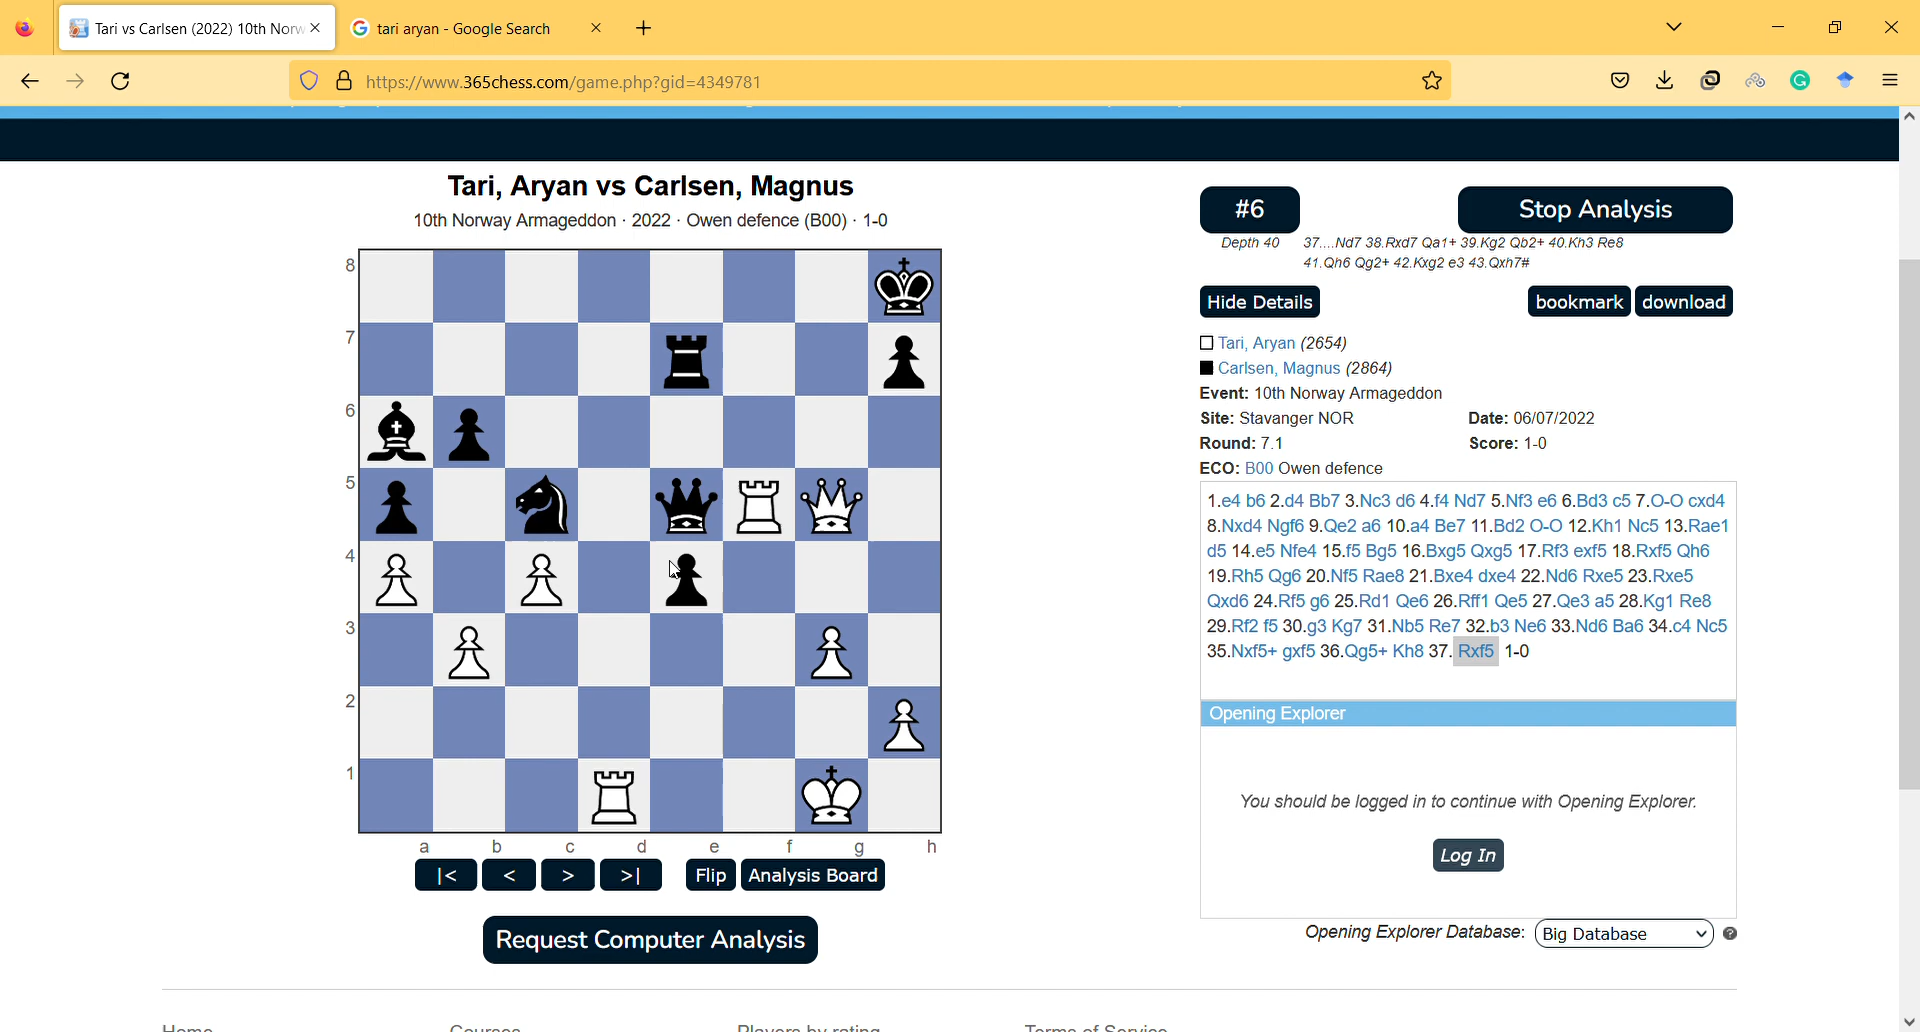 Tari vs Carlsen (2022) 10th Norw
tari aryan - Google Search
https://www.365chess.com/game.php?gid=4349781
Tari, Aryan vs Carlsen, Magnus
10th Norway Armageddon · 2022 · Owen defence (B00) · 1-0
8
7
6
5
4
3
2
1
a b c d e f g h
|< < > >| Flip Analysis Board
Request Computer Analysis
#6 Stop Analysis
Depth 40 37....Nd7 38.Rxd7 Qa1+ 39.Kg2 Qb2+ 40.Kh3 Re8
41.Qh6 Qg2+ 42.Kxg2 e3 43.Qxh7#
Hide Details bookmark download
Tari, Aryan (2654)
Carlsen, Magnus (2864)
Event: 10th Norway Armageddon
Site: Stavanger NOR Date: 06/07/2022
Round: 7.1 Score: 1-0
ECO: B00 Owen defence
1.e4 b6 2.d4 Bb7 3.Nc3 d6 4.f4 Nd7 5.Nf3 e6 6.Bd3 c5 7.O-O cxd4
8.Nxd4 Ngf6 9.Qe2 a6 10.a4 Be7 11.Bd2 O-O 12.Kh1 Nc5 13.Rae1
d5 14.e5 Nfe4 15.f5 Bg5 16.Bxg5 Qxg5 17.Rf3 exf5 18.Rxf5 Qh6
19.Rh5 Qg6 20.Nf5 Rae8 21.Bxe4 dxe4 22.Nd6 Rxe5 23.Rxe5
Qxd6 24.Rf5 g6 25.Rd1 Qe6 26.Rff1 Qe5 27.Qe3 a5 28.Kg1 Re8
29.Rf2 f5 30.g3 Kg7 31.Nb5 Re7 32.b3 Ne6 33.Nd6 Ba6 34.c4 Nc5
35.Nxf5+ gxf5 36.Qg5+ Kh8 37. Rxf5 1-0
Opening Explorer
You should be logged in to continue with Opening Explorer.
Log In
Opening Explorer Database: Big Database
Home Courses Players by rating Terms of Service